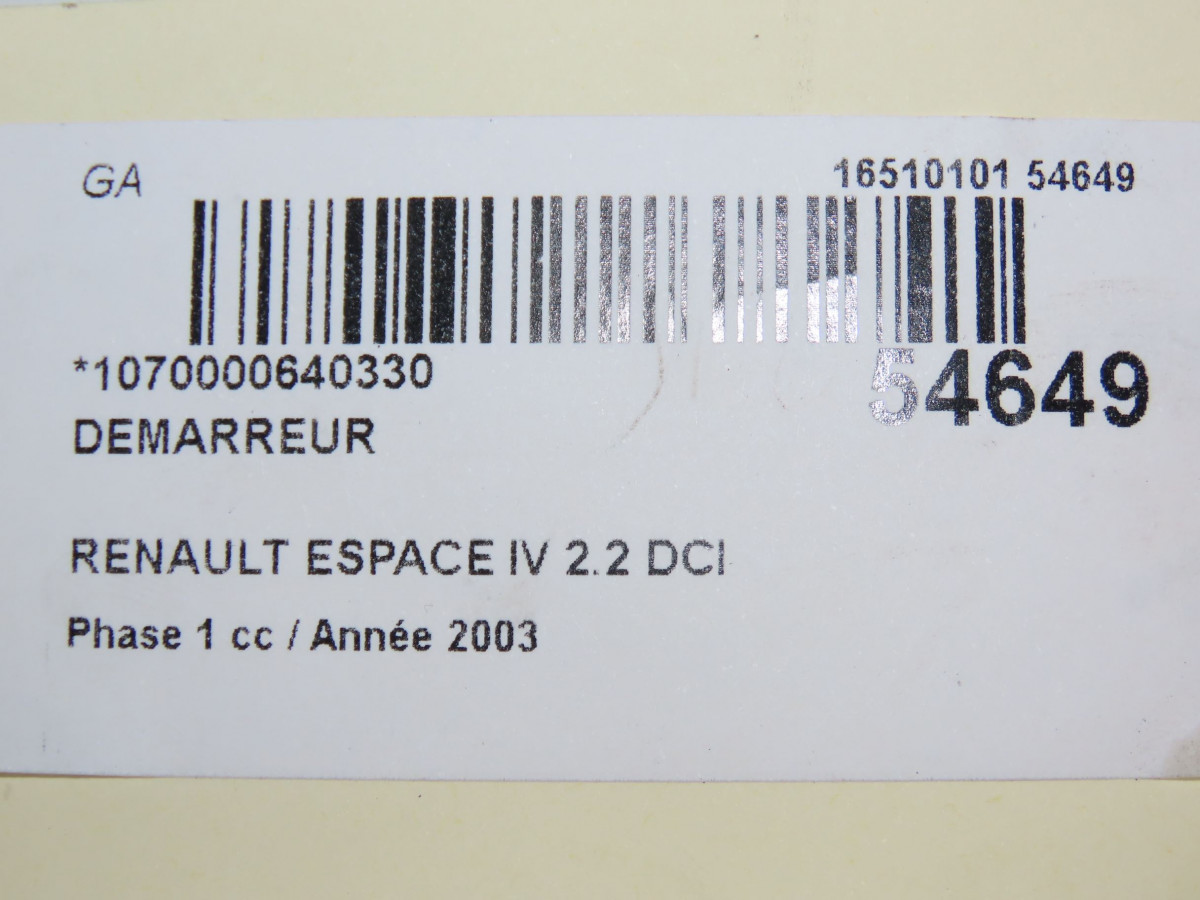 GA
16510101 54649
*1070000640330
54649
DEMARREUR
RENAULT ESPACE IV 2.2 DCI
Phase 1 cc / Année 2003